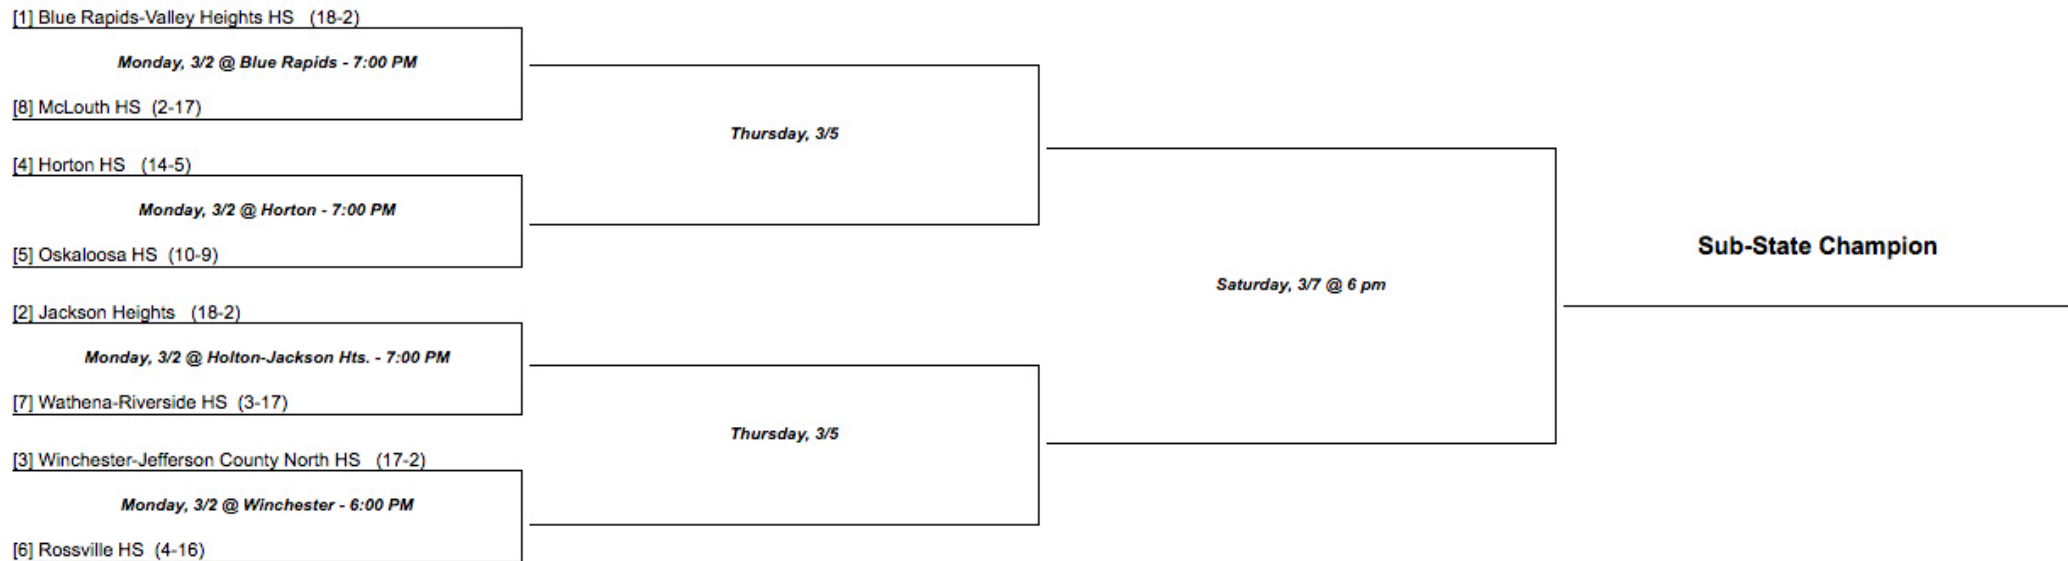 [1] Blue Rapids-Valley Heights HS (18-2)
Monday, 3/2 @ Blue Rapids - 7:00 PM
[8] McLouth HS (2-17)
Thursday, 3/5
[4] Horton HS (14-5)
Monday, 3/2 @ Horton - 7:00 PM
[5] Oskaloosa HS (10-9)
Sub-State Champion
Saturday, 3/7 @ 6 pm
[2] Jackson Heights (18-2)
Monday, 3/2 @ Holton-Jackson Hts. - 7:00 PM
[7] Wathena-Riverside HS (3-17)
Thursday, 3/5
[3] Winchester-Jefferson County North HS (17-2)
Monday, 3/2 @ Winchester - 6:00 PM
[6] Rossville HS (4-16)